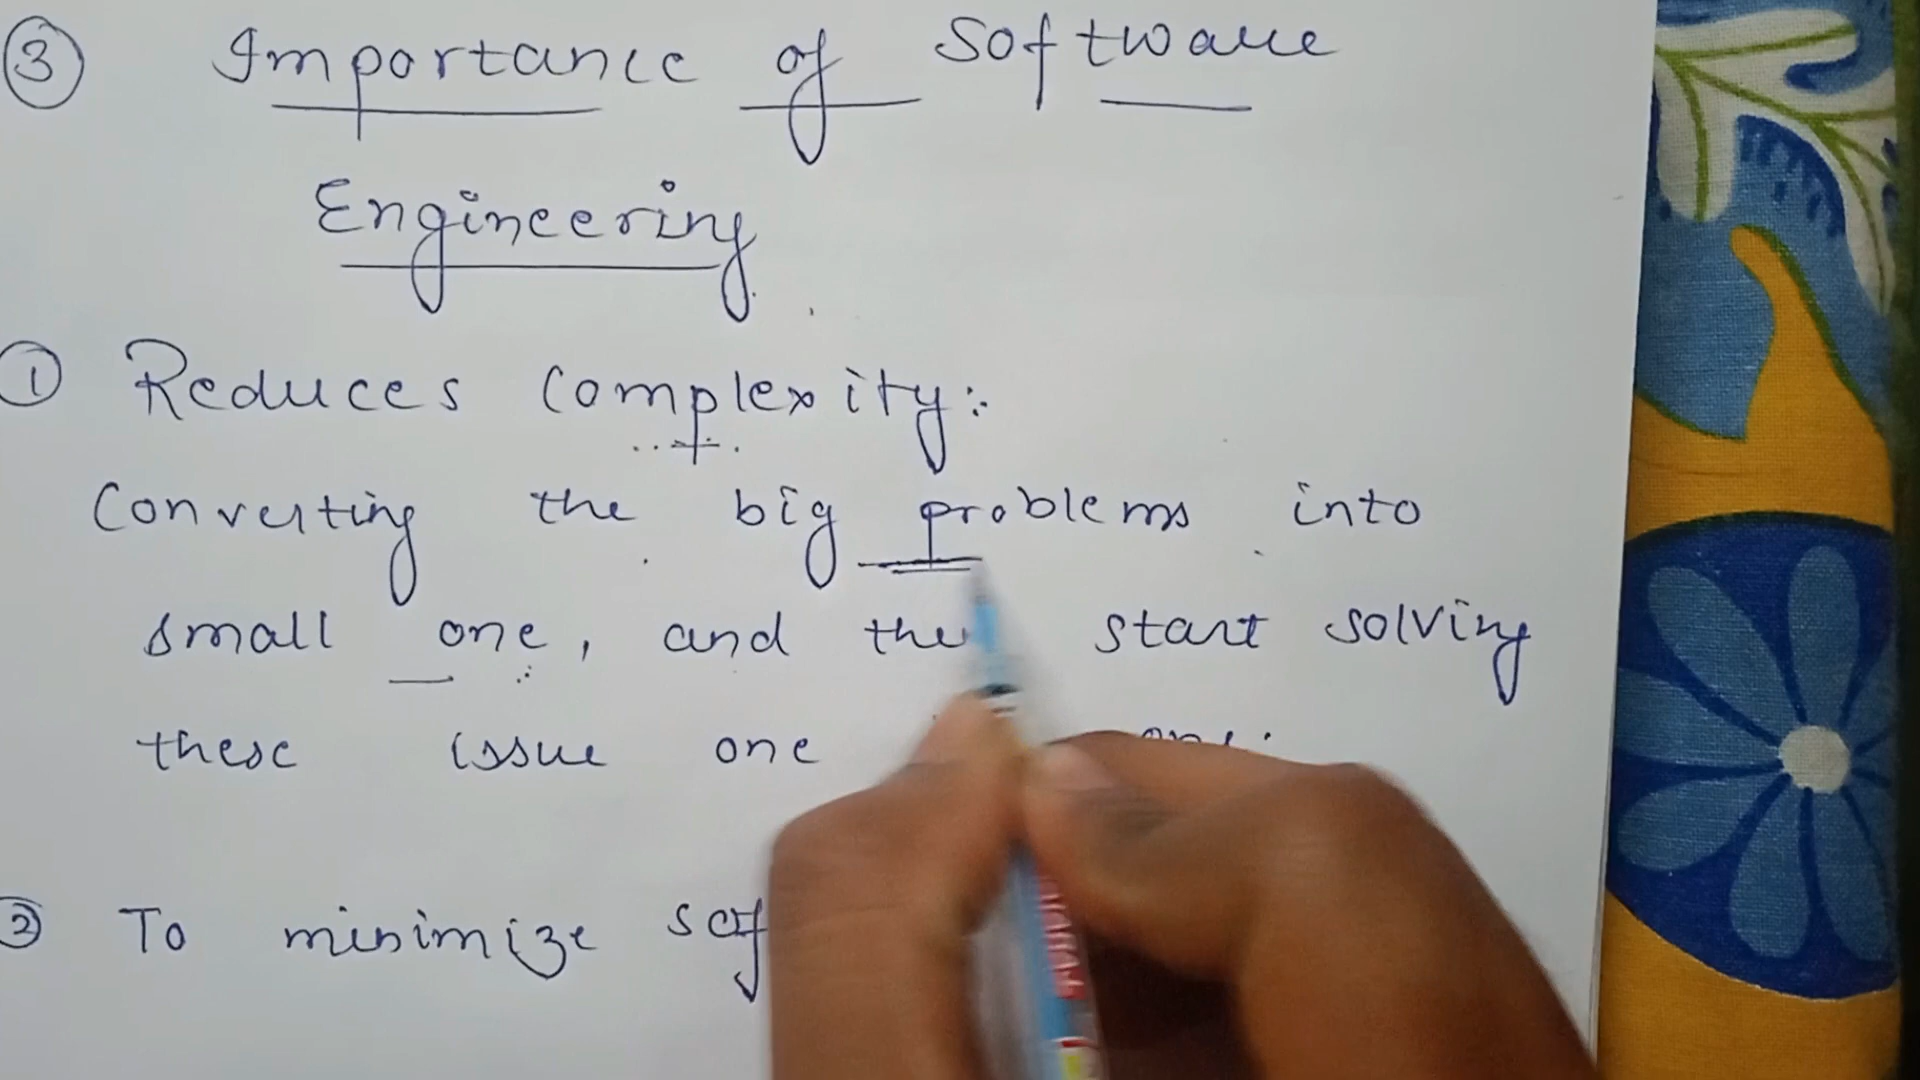 ③ Importance of Software
Engineering
① Reduces Complexity:
Converting the big problems into
small one, and the start solving
these issue one one.
② To minimize